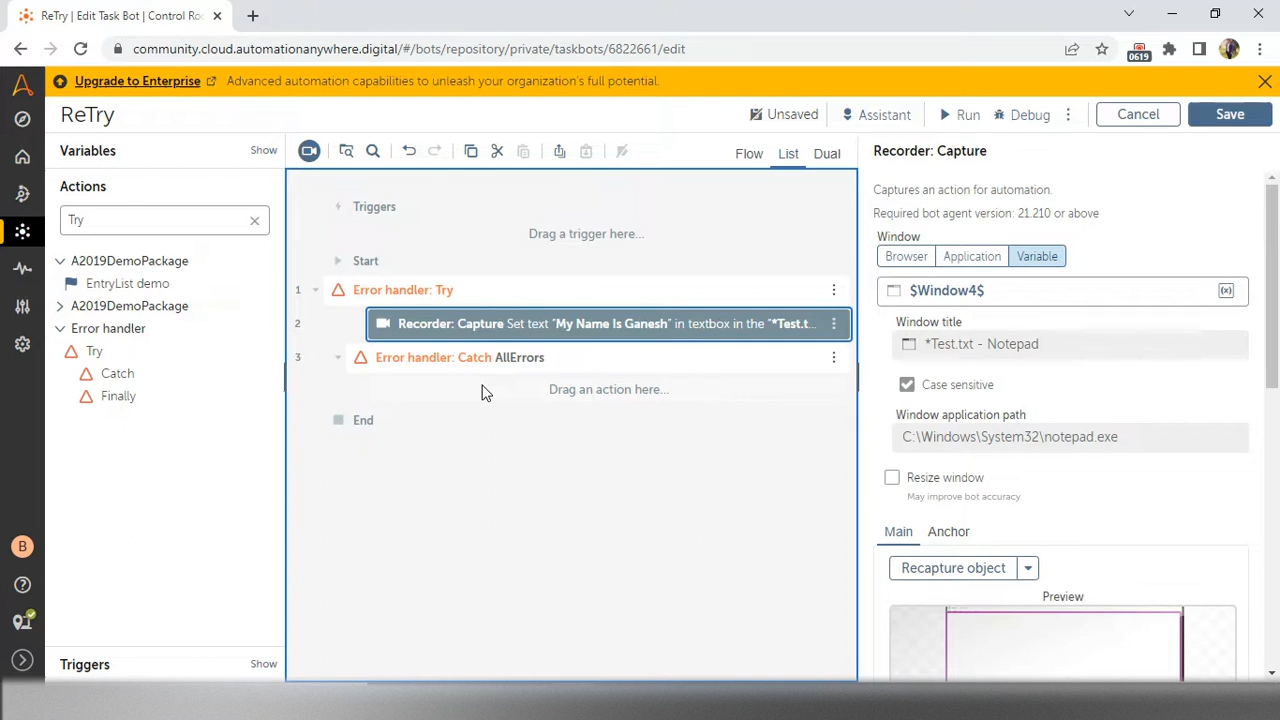 ReTry | Edit Task Bot | Control Roo
community.cloud.automationanywhere.digital/#/bots/repository/private/taskbots/6822661/edit
0619
Upgrade to Enterprise Advanced automation capabilities to unleash your organization's full potential.
ReTry
Unsaved
Assistant
Run
Debug
Cancel
Save
Variables
Show
Actions
Try
A2019DemoPackage
EntryList demo
A2019DemoPackage
Error handler
Try
Catch
Finally
Triggers
Show
B
Flow
List
Dual
Triggers
Drag a trigger here...
Start
1 Error handler: Try
2 Recorder: Capture Set text "My Name Is Ganesh" in textbox in the "*Test.t...
3 Error handler: Catch AllErrors
Drag an action here...
End
Recorder: Capture
Captures an action for automation.
Required bot agent version: 21.210 or above
Window
Browser
Application
Variable
$Window4$
(x)
Window title
*Test.txt - Notepad
Case sensitive
Window application path
C:\Windows\System32\notepad.exe
Resize window
May improve bot accuracy
Main
Anchor
Recapture object
Preview